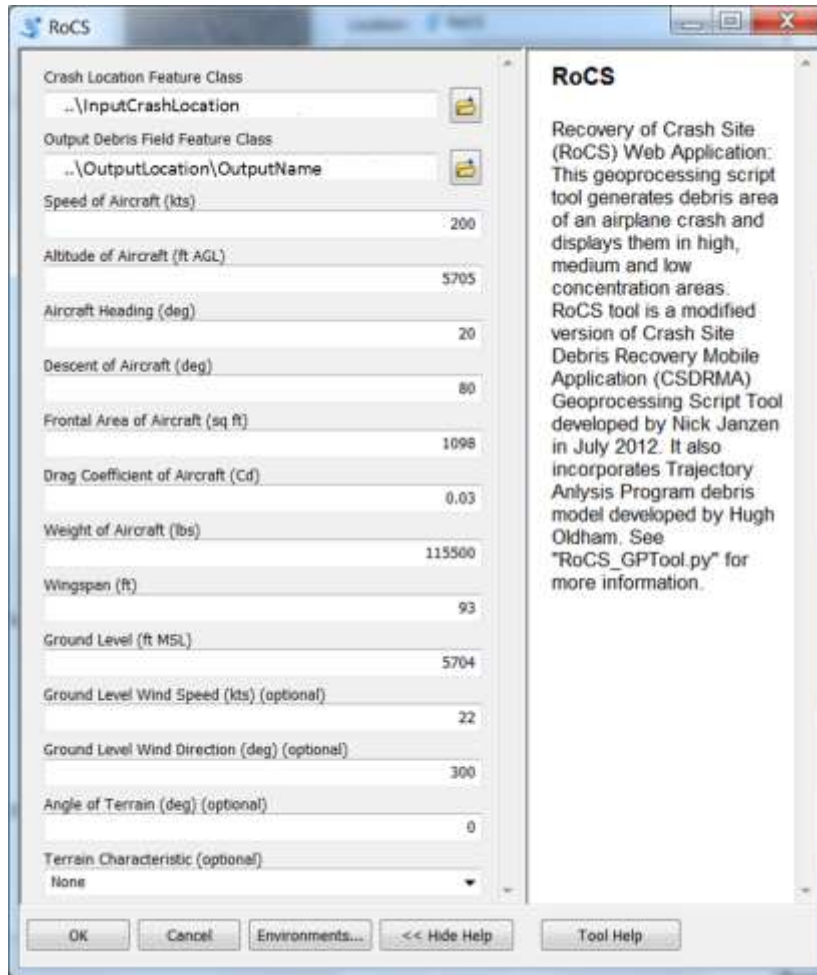 RoCS
Crash Location Feature Class
..\InputCrashLocation
Output Debris Field Feature Class
..\OutputLocation\OutputName
Speed of Aircraft (kts)
200
Altitude of Aircraft (ft AGL)
5705
Aircraft Heading (deg)
20
Descent of Aircraft (deg)
80
Frontal Area of Aircraft (sq ft)
1098
Drag Coefficient of Aircraft (Cd)
0.03
Weight of Aircraft (lbs)
115500
Wingspan (ft)
93
Ground Level (ft MSL)
5704
Ground Level Wind Speed (kts) (optional)
22
Ground Level Wind Direction (deg) (optional)
300
Angle of Terrain (deg) (optional)
0
Terrain Characteristic (optional)
None
OK
Cancel
Environments...
<< Hide Help
Tool Help
RoCS
Recovery of Crash Site
(RoCS) Web Application:
This geoprocessing script
tool generates debris area
of an airplane crash and
displays them in high,
medium and low
concentration areas.
RoCS tool is a modified
version of Crash Site
Debris Recovery Mobile
Application (CSDRMA)
Geoprocessing Script Tool
developed by Nick Janzen
in July 2012. It also
incorporates Trajectory
Anlysis Program debris
model developed by Hugh
Oldham. See
"RoCS_GPTool.py" for
more information.